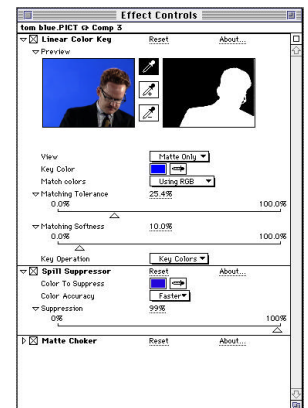 Effect Controls
tom blue.PICT ⇔ Comp 3
Linear Color Key Reset About...
Preview
View Matte Only
Key Color
Match colors Using RGB
Matching Tolerance 25.4%
0.0% 100.0%
Matching Softness 10.0%
0.0% 100.0%
Key Operation Key Colors
Spill Suppressor Reset About...
Color To Suppress
Color Accuracy Faster
Suppression 99%
0% 100%
Matte Choker Reset About...